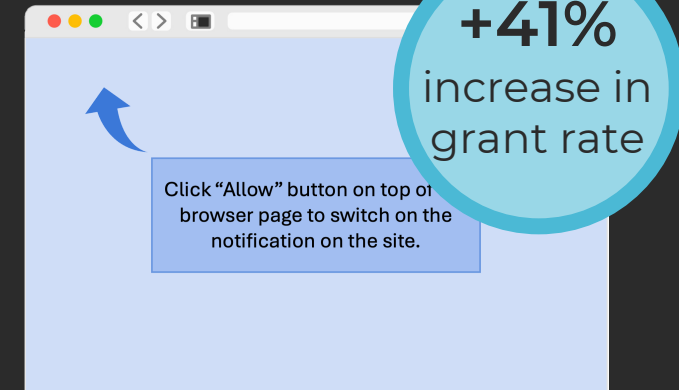 +41%
increase in
grant rate
Click “Allow” button on top of
browser page to switch on the
notification on the site.